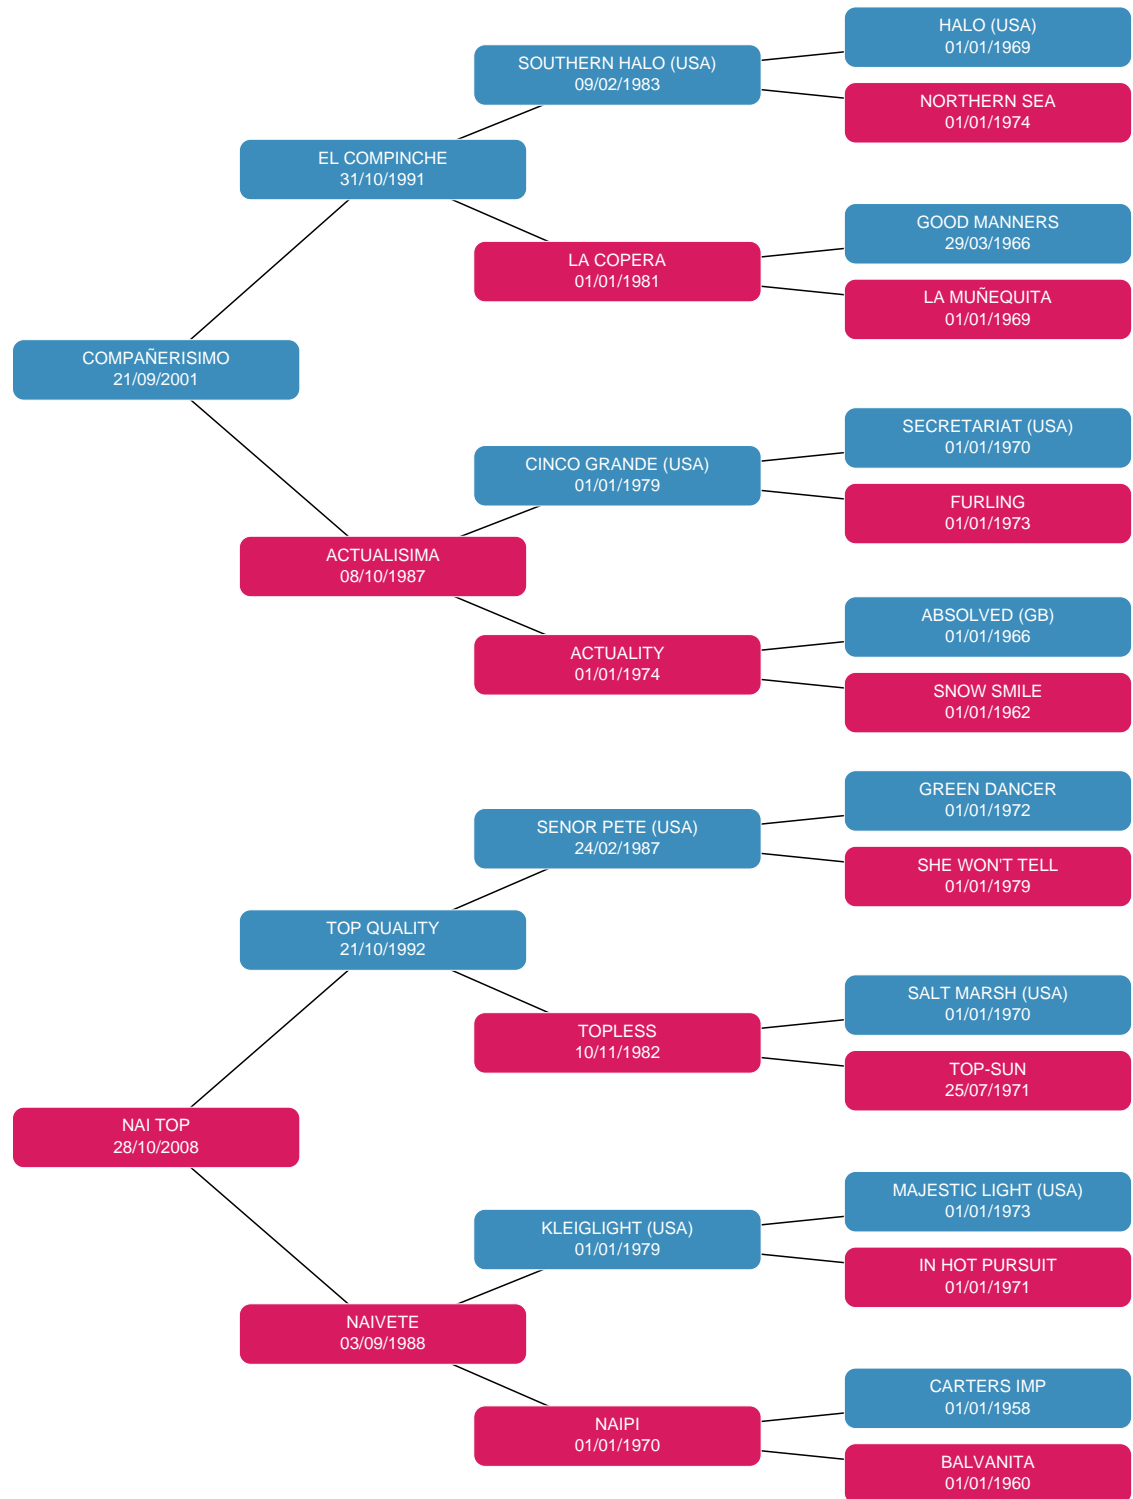 HALO (USA)
01/01/1969
SOUTHERN HALO (USA)
09/02/1983
NORTHERN SEA
01/01/1974
EL COMPINCHE
31/10/1991
GOOD MANNERS
29/03/1966
LA COPERA
01/01/1981
LA MUÑEQUITA
01/01/1969
COMPAÑERISIMO
21/09/2001
SECRETARIAT (USA)
01/01/1970
CINCO GRANDE (USA)
01/01/1979
FURLING
01/01/1973
ACTUALISIMA
08/10/1987
ABSOLVED (GB)
01/01/1966
ACTUALITY
01/01/1974
SNOW SMILE
01/01/1962
GREEN DANCER
01/01/1972
SENOR PETE (USA)
24/02/1987
SHE WON'T TELL
01/01/1979
TOP QUALITY
21/10/1992
SALT MARSH (USA)
01/01/1970
TOPLESS
10/11/1982
TOP-SUN
25/07/1971
NAI TOP
28/10/2008
MAJESTIC LIGHT (USA)
01/01/1973
KLEIGLIGHT (USA)
01/01/1979
IN HOT PURSUIT
01/01/1971
NAIVETE
03/09/1988
CARTERS IMP
01/01/1958
NAIPI
01/01/1970
BALVANITA
01/01/1960